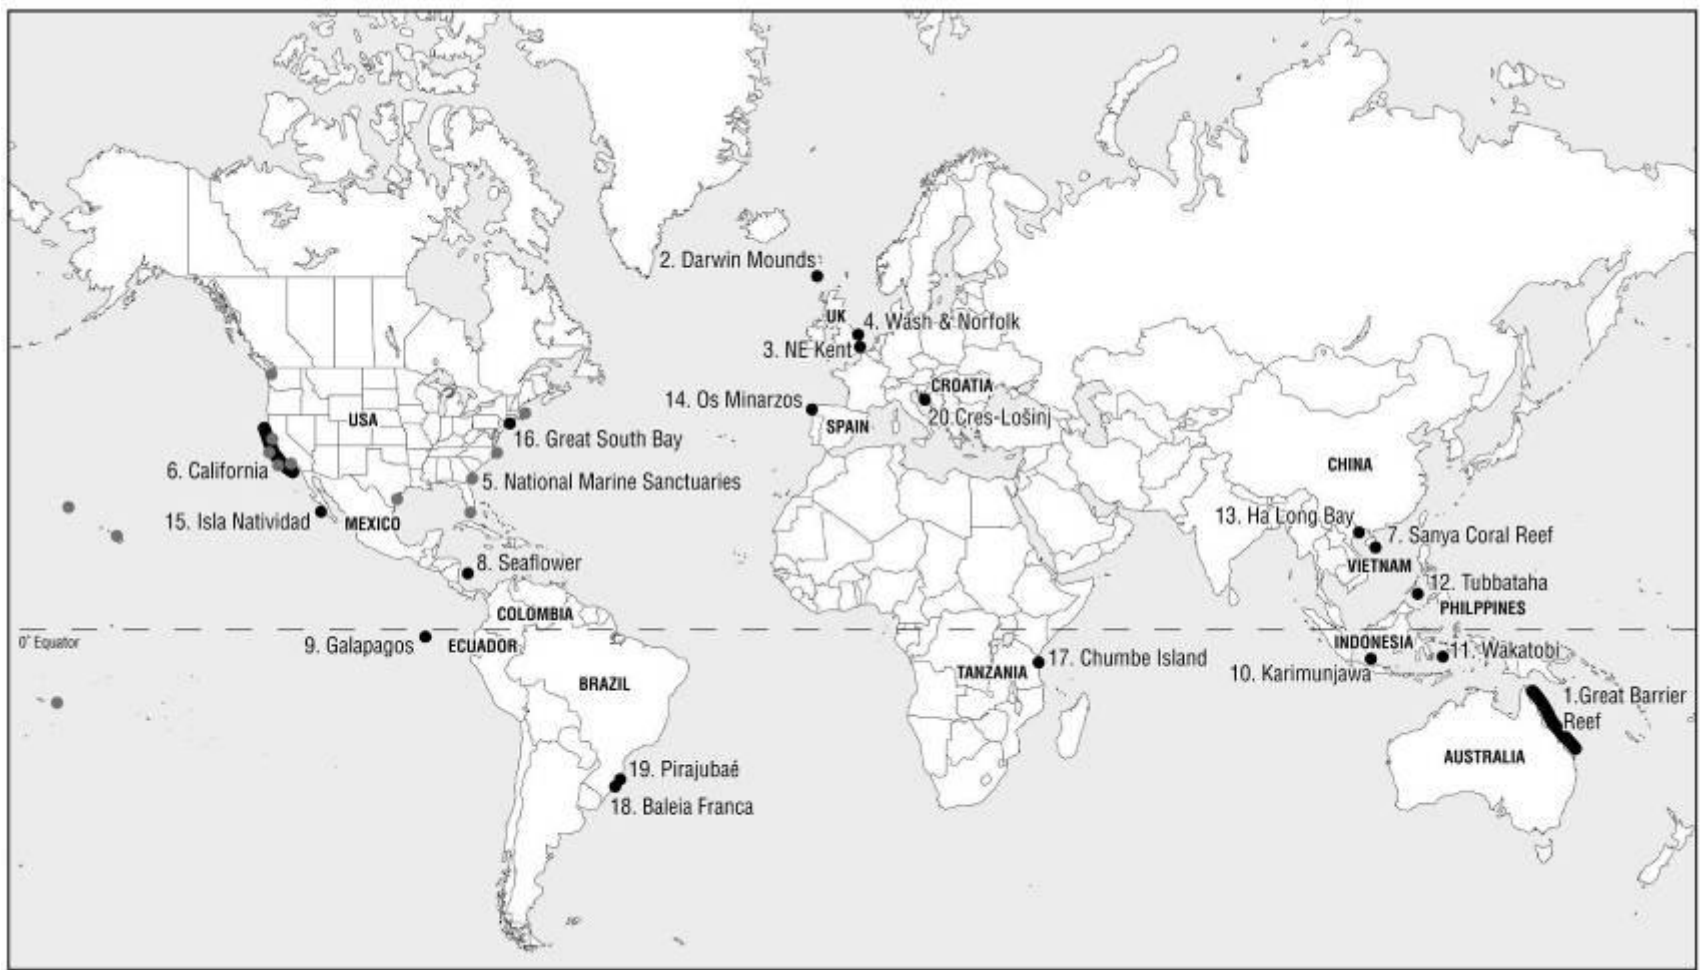 2. Darwin Mounds
UK
4. Wash & Norfolk
3. NE Kent
CROATIA
14. Os Minarzos
SPAIN
20.Cres-Lošinj
USA
16. Great South Bay
6. California
5. National Marine Sanctuaries
CHINA
15. Isla Natividad
MEXICO
13. Ha Long Bay
7. Sanya Coral Reef
8. Seaflower
VIETNAM
12. Tubbataha
COLOMBIA
PHILPPINES
0° Equator
9. Galapagos
ECUADOR
INDONESIA
11. Wakatobi
17. Chumbe Island
TANZANIA
10. Karimunjawa
BRAZIL
1.Great Barrier
Reef
AUSTRALIA
19. Pirajubaé
18. Baleia Franca